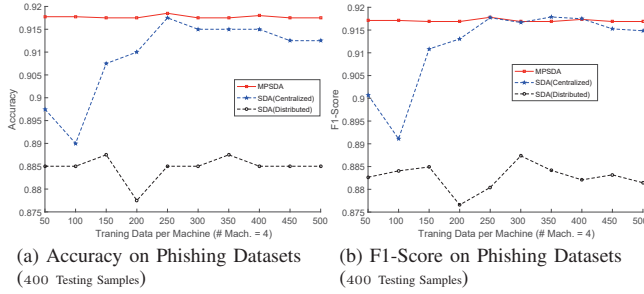 0.92
0.915
0.91
0.905
0.9
0.895
0.89
0.885
0.88
0.875
Accuracy
MPSDA
SDA(Centralized)
SDA(Distributed)
50 100 150 200 250 300 350 400 450 500
Traning Data per Machine (# Mach. = 4)
(a) Accuracy on Phishing Datasets
(400 Testing Samples)
0.92
0.915
0.91
0.905
0.9
0.895
0.89
0.885
0.88
0.875
F1-Score
MPSDA
SDA(Centralized)
SDA(Distributed)
50 100 150 200 250 300 350 400 450 500
Traning Data per Machine (# Mach. = 4)
(b) F1-Score on Phishing Datasets
(400 Testing Samples)